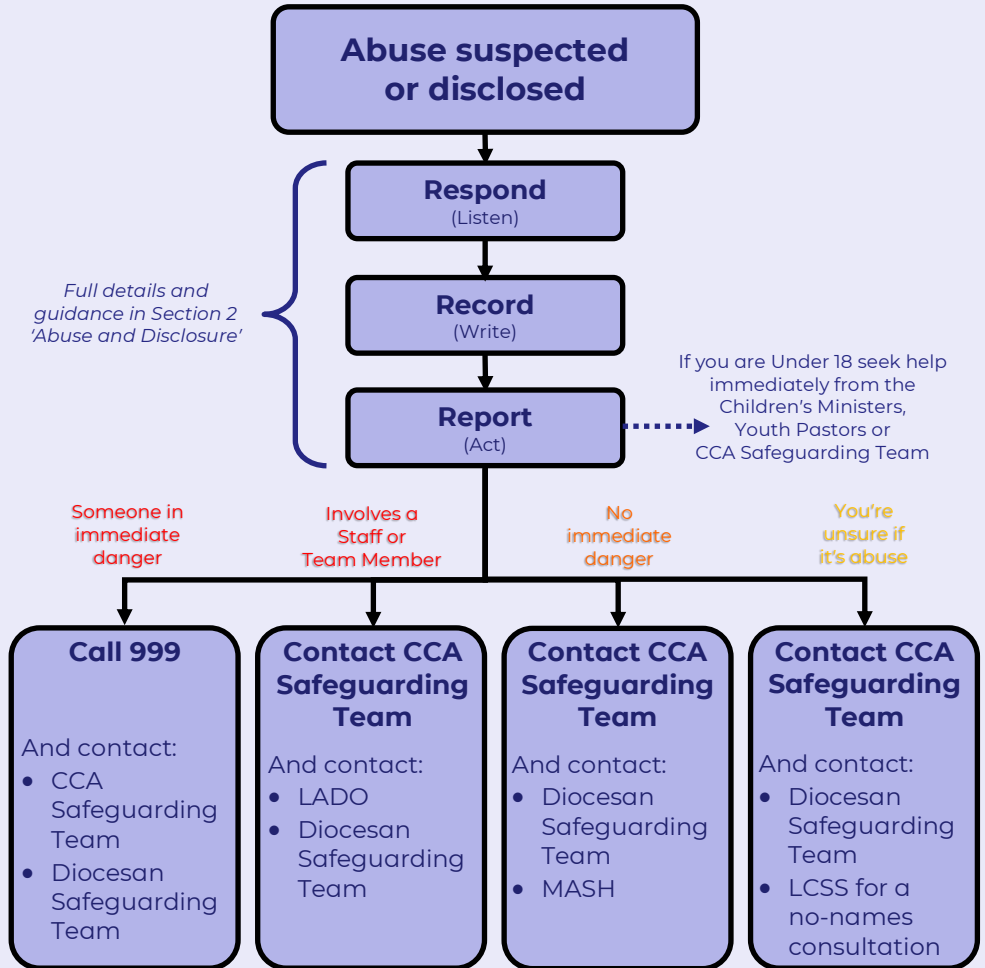 Abuse suspected
or disclosed
Respond
(Listen)
Full details and
guidance in Section 2
‘Abuse and Disclosure’
Record
(Write)
Report
(Act)
If you are Under 18 seek help
immediately from the
Children’s Ministers,
Youth Pastors or
CCA Safeguarding Team
Someone in
immediate
danger
Involves a
Staff or
Team Member
No
immediate
danger
You’re
unsure if
it’s abuse
Call 999
And contact:
• CCA
Safeguarding
Team
• Diocesan
Safeguarding
Team
Contact CCA
Safeguarding
Team
And contact:
• LADO
• Diocesan
Safeguarding
Team
Contact CCA
Safeguarding
Team
And contact:
• Diocesan
Safeguarding
Team
• MASH
Contact CCA
Safeguarding
Team
And contact:
• Diocesan
Safeguarding
Team
• LCSS for a
no-names
consultation